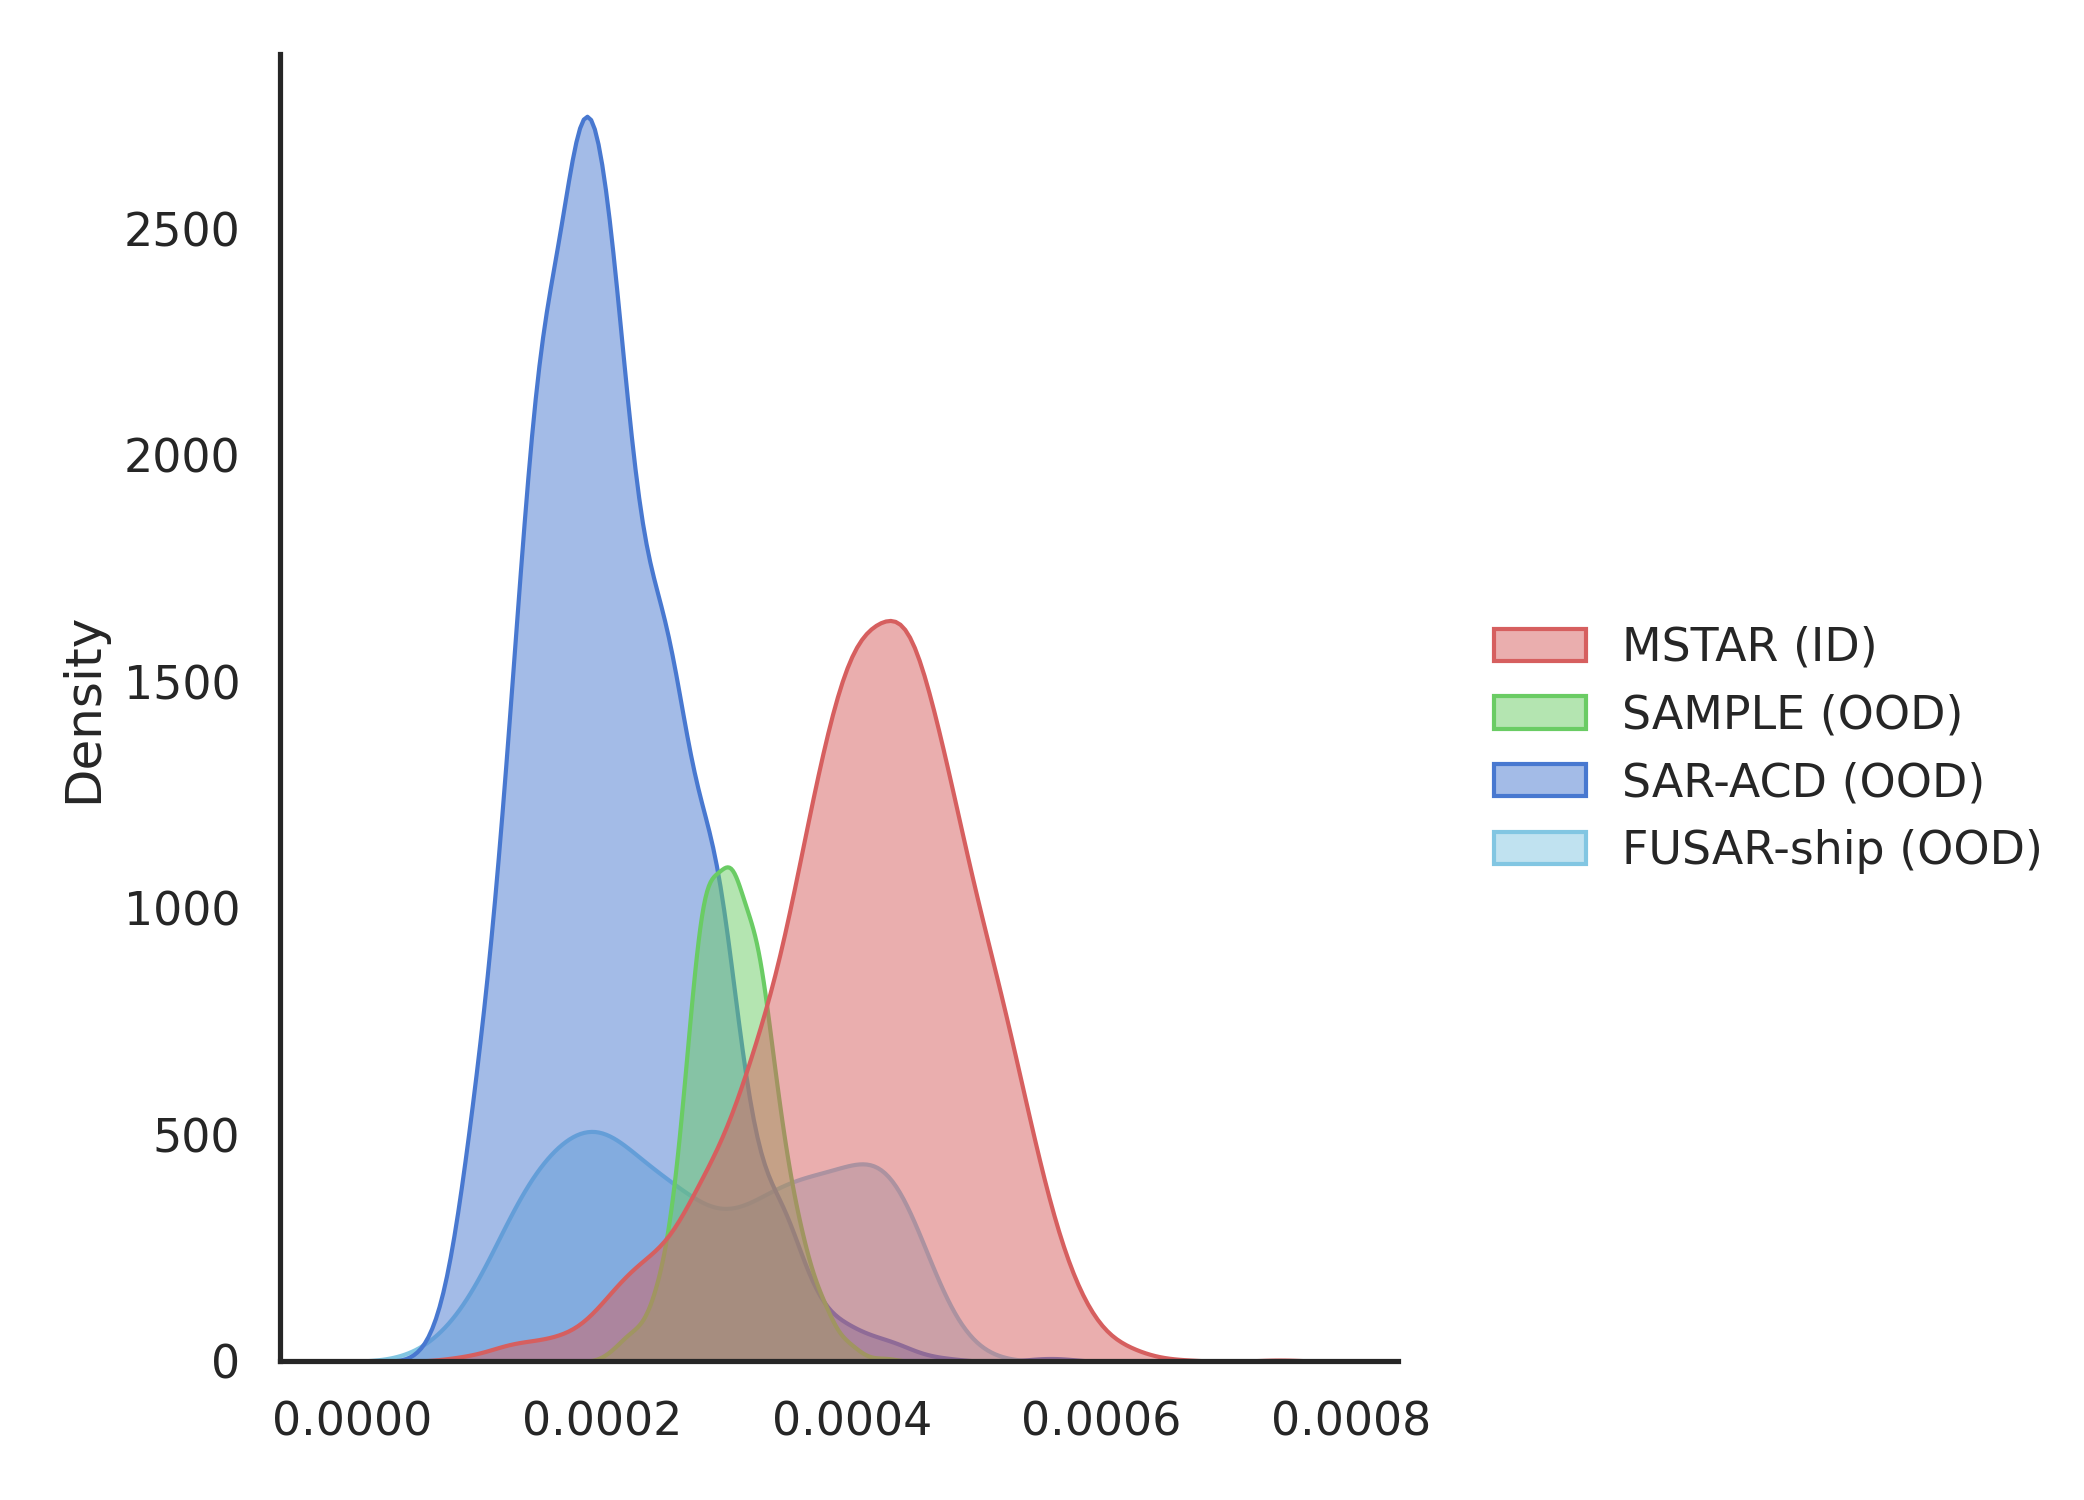 Density
2500
2000
1500
1000
500
0
0.0000 0.0002 0.0004 0.0006 0.0008
MSTAR (ID)
SAMPLE (OOD)
SAR-ACD (OOD)
FUSAR-ship (OOD)